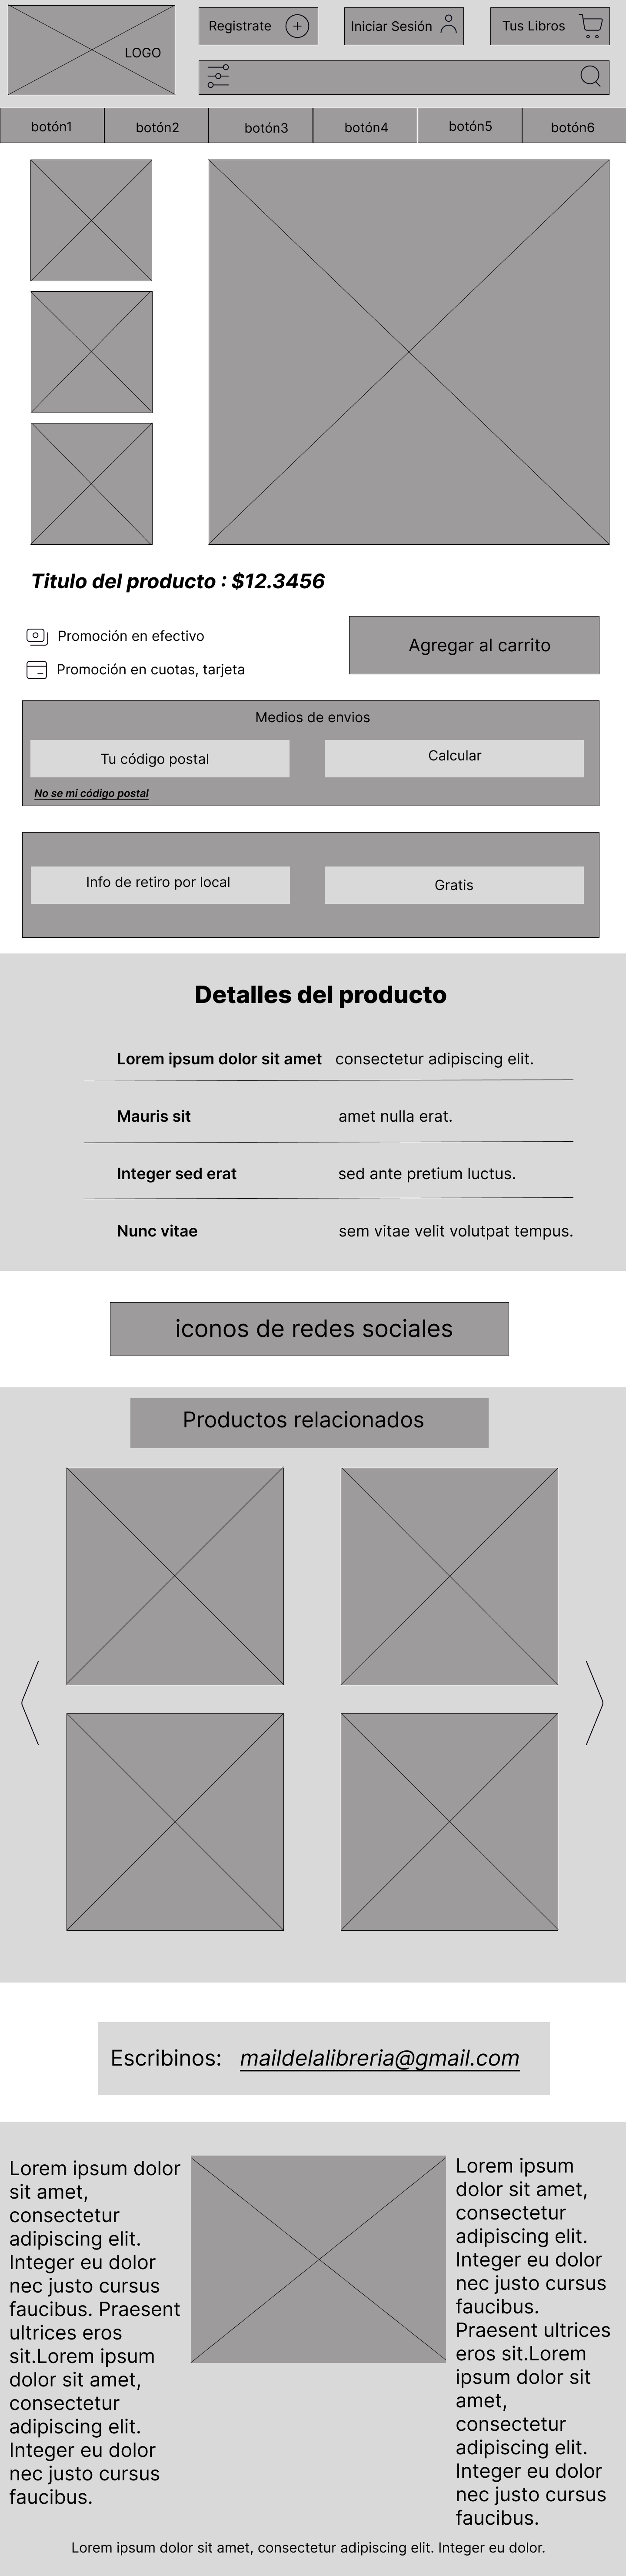 LOGO
Registrate
Iniciar Sesión
Tus Libros
botón1
botón2
botón3
botón4
botón5
botón6
Titulo del producto : $12.3456
Promoción en efectivo
Promoción en cuotas, tarjeta
Agregar al carrito
Medios de envios
Tu código postal
Calcular
No se mi código postal
Info de retiro por local
Gratis
Detalles del producto
Lorem ipsum dolor sit amet consectetur adipiscing elit.
Mauris sit amet nulla erat.
Integer sed erat sed ante pretium luctus.
Nunc vitae sem vitae velit volutpat tempus.
iconos de redes sociales
Productos relacionados
Escribinos: maildelalibreria@gmail.com
Lorem ipsum dolor
sit amet,
consectetur
adipiscing elit.
Integer eu dolor
nec justo cursus
faucibus. Praesent
ultrices eros
sit.Lorem ipsum
dolor sit amet,
consectetur
adipiscing elit.
Integer eu dolor
nec justo cursus
faucibus.
Lorem ipsum
dolor sit amet,
consectetur
adipiscing elit.
Integer eu dolor
nec justo cursus
faucibus.
Praesent ultrices
eros sit.Lorem
ipsum dolor sit
amet,
consectetur
adipiscing elit.
Integer eu dolor
nec justo cursus
faucibus.
Lorem ipsum dolor sit amet, consectetur adipiscing elit. Integer eu dolor.